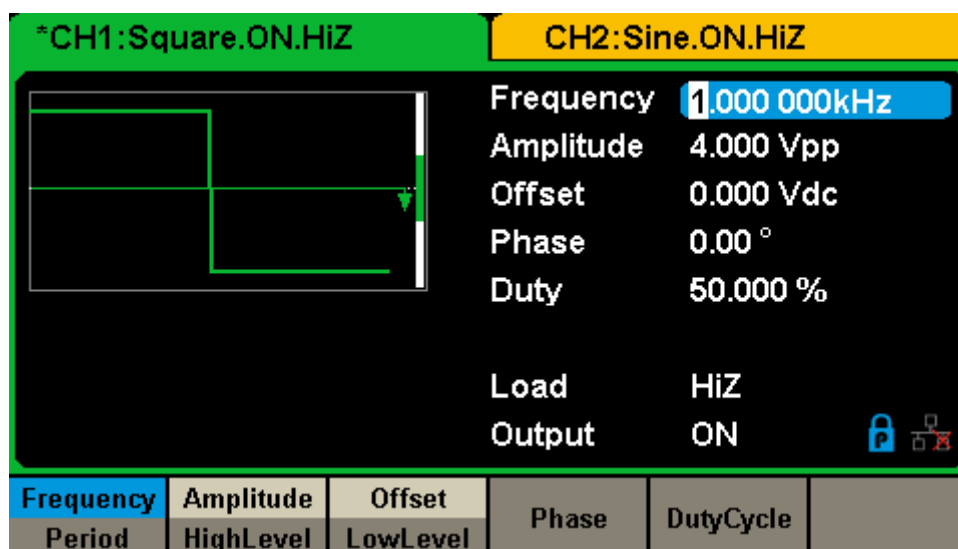 *CH1:Square.ON.HiZ
CH2:Sine.ON.HiZ
Frequency 1.000 000kHz
Amplitude 4.000 Vpp
Offset 0.000 Vdc
Phase 0.00 °
Duty 50.000 %
Load HiZ
Output ON
P
Frequency Amplitude Offset Phase DutyCycle
Period HighLevel LowLevel